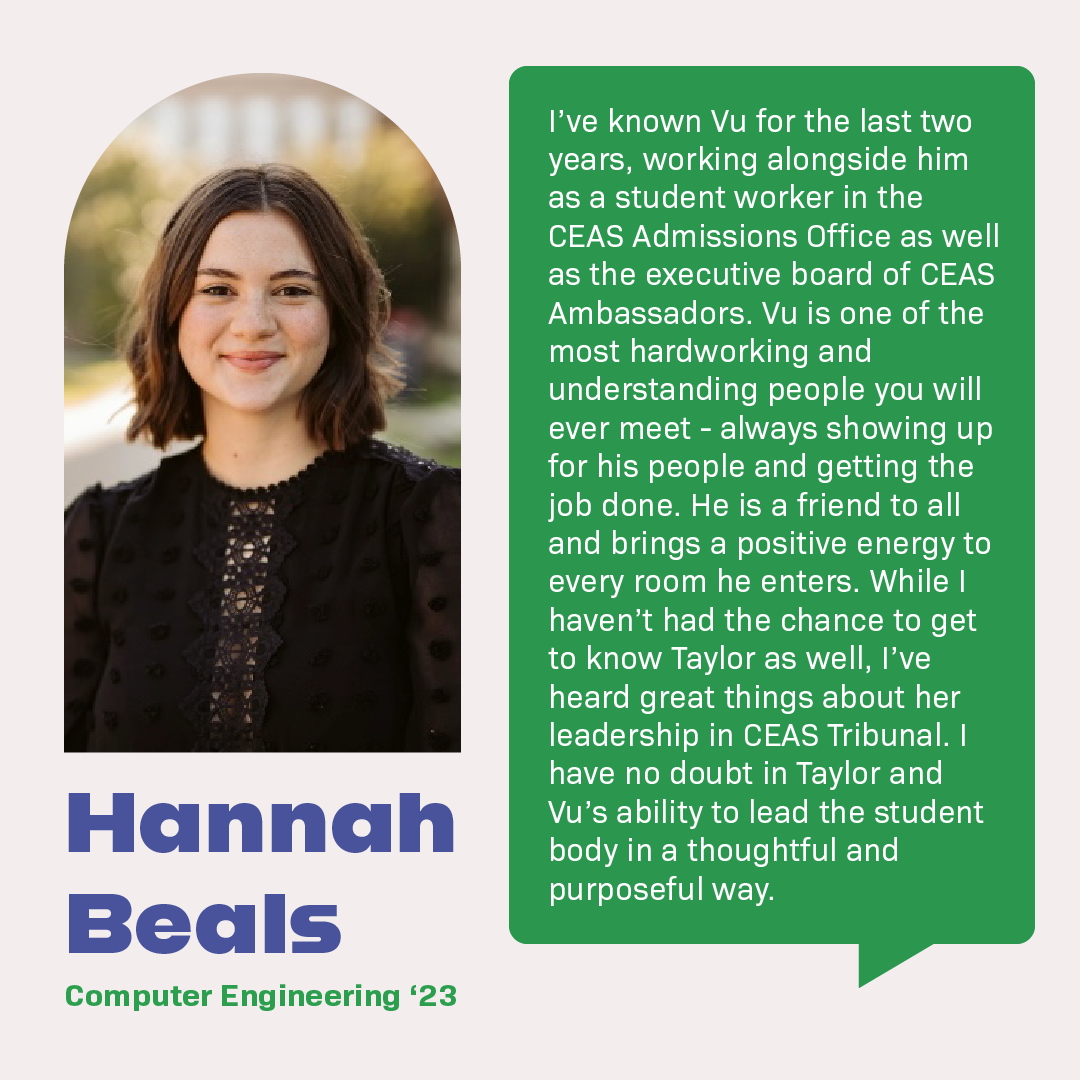 I’ve known Vu for the last two
years, working alongside him
as a student worker in the
CEAS Admissions Office as well
as the executive board of CEAS
Ambassadors. Vu is one of the
most hardworking and
understanding people you will
ever meet - always showing up
for his people and getting the
job done. He is a friend to all
and brings a positive energy to
every room he enters. While I
haven’t had the chance to get
to know Taylor as well, I’ve
heard great things about her
leadership in CEAS Tribunal. I
have no doubt in Taylor and
Vu’s ability to lead the student
body in a thoughtful and
purposeful way.
Hannah
Beals
Computer Engineering ‘23